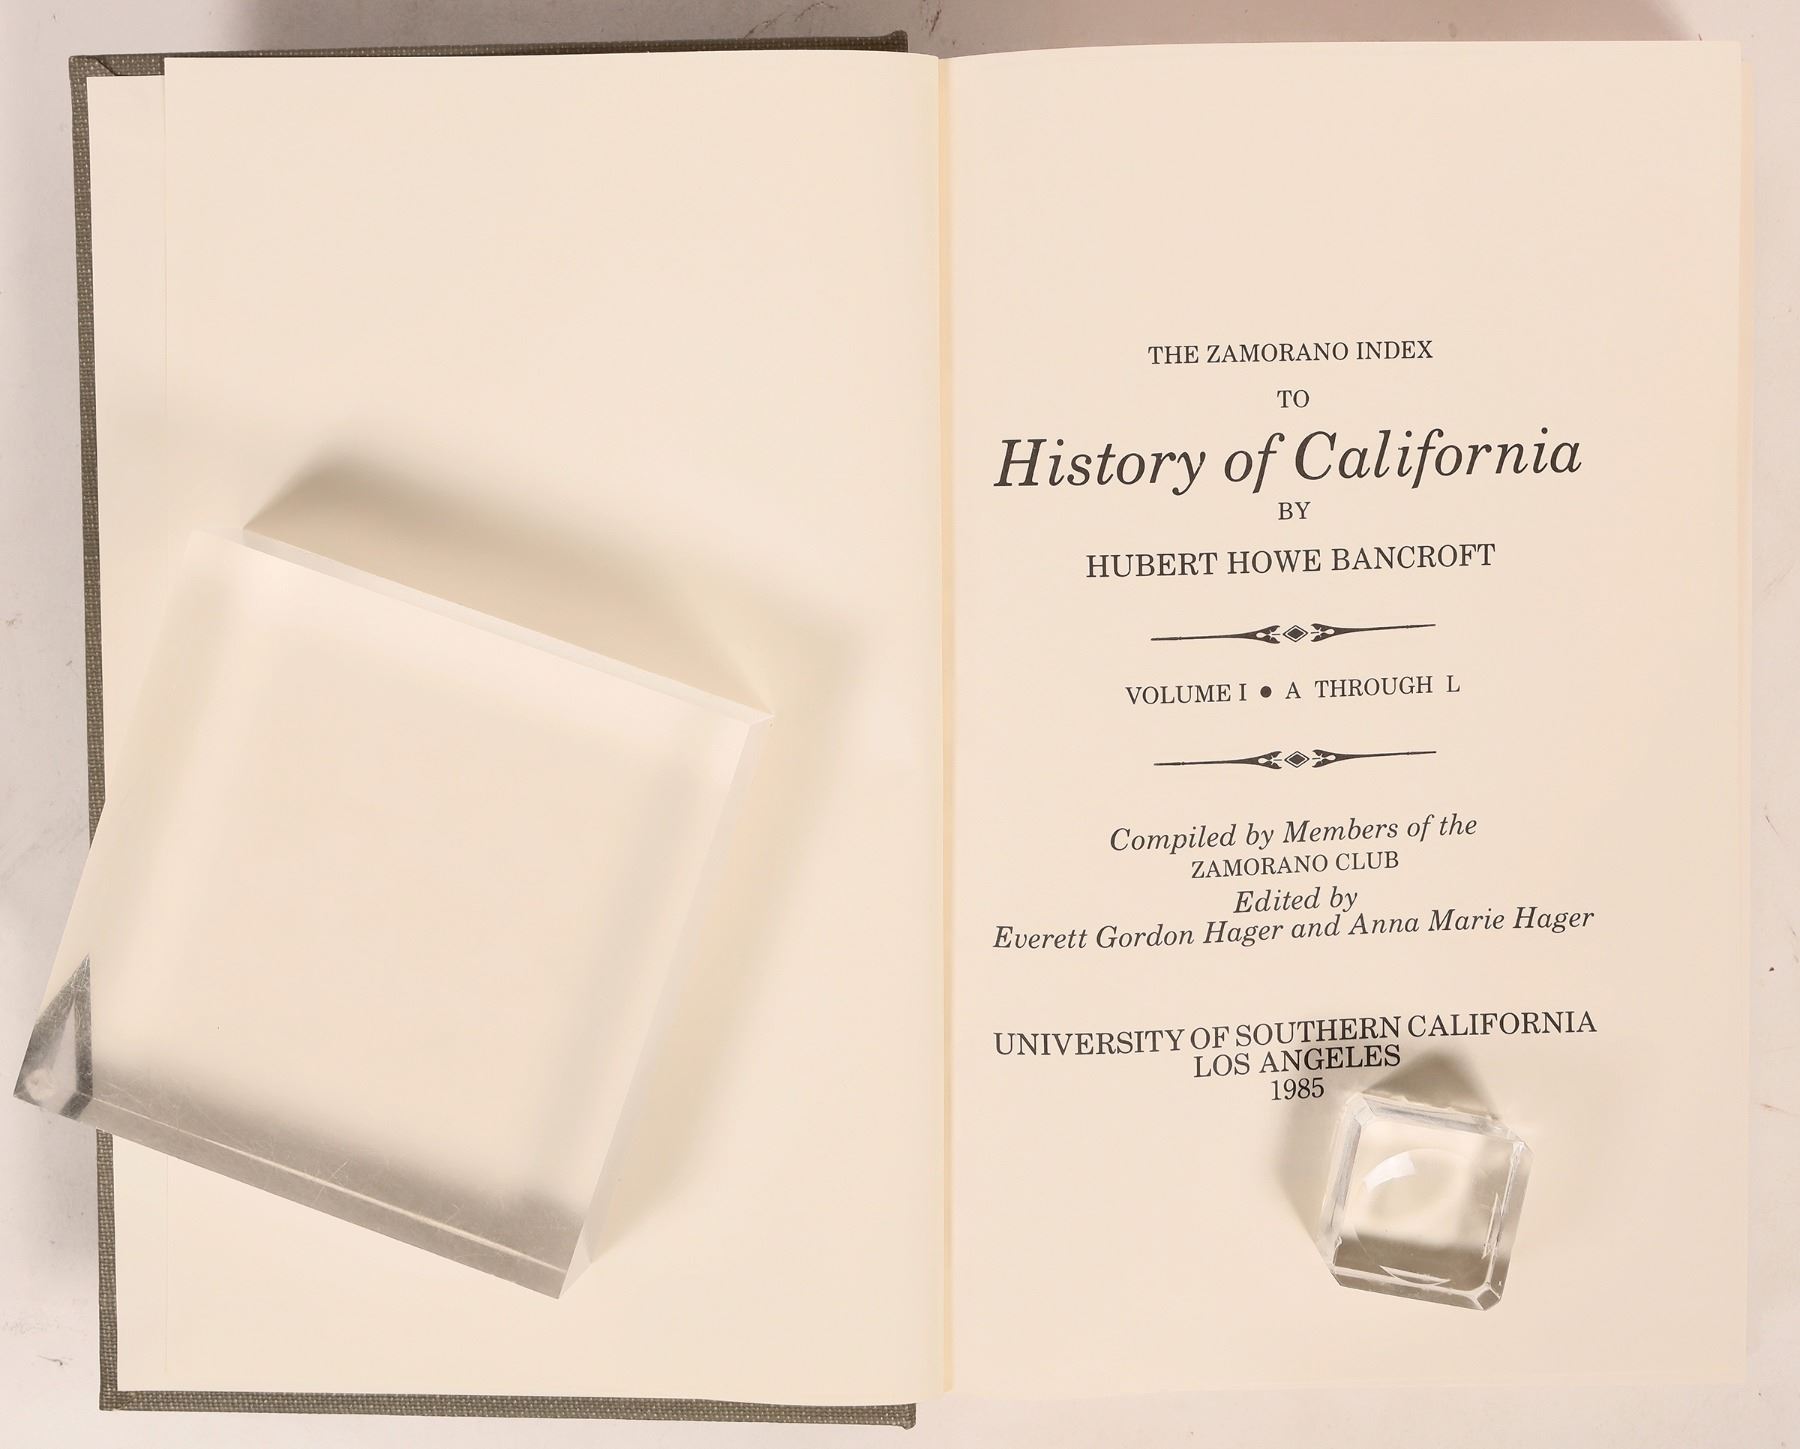 THE ZAMORANO INDEX
TO
History of California
BY
HUBERT HOWE BANCROFT
VOLUME I • A THROUGH L
Compiled by Members of the
ZAMORANO CLUB
Edited by
Everett Gordon Hager and Anna Marie Hager
UNIVERSITY OF SOUTHERN CALIFORNIA
LOS ANGELES
1985